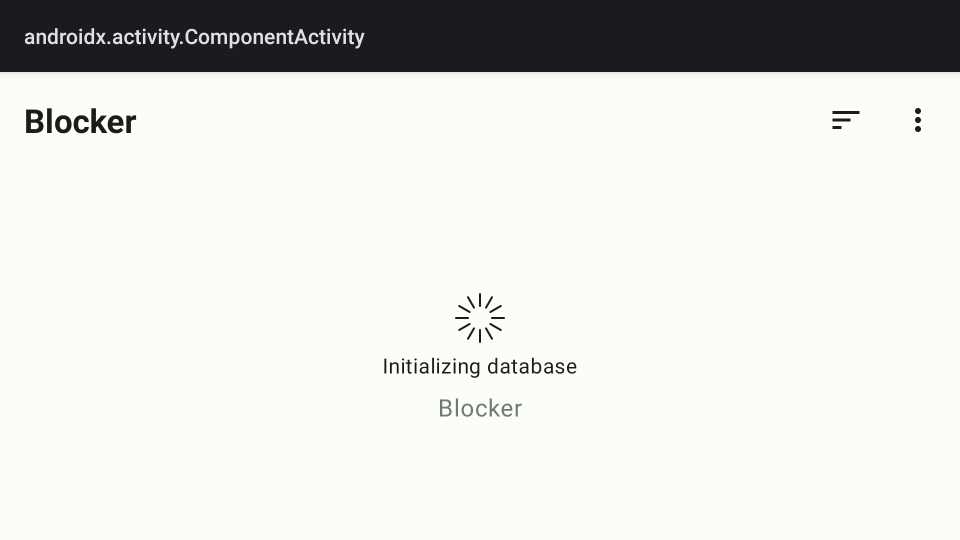 androidx.activity.ComponentActivity
Blocker
Initializing database
Blocker